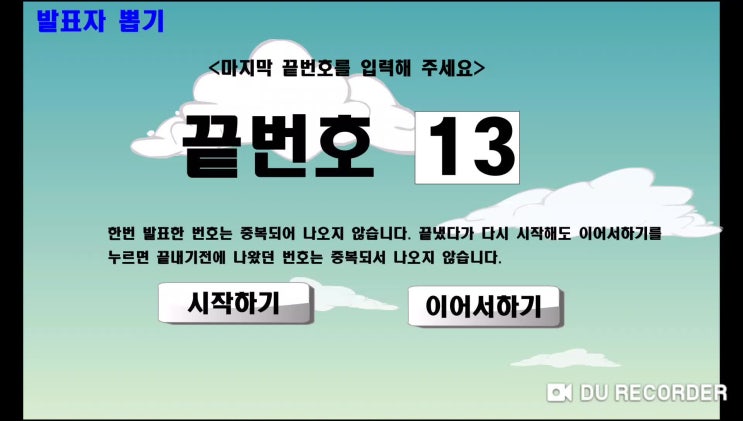 발표자 뽑기
<마지막 끝번호를 입력해 주세요>
끝번호 13
한번 발표한 번호는 중복되어 나오지 않습니다. 끝냈다가 다시 시작해도 이어서하기를
누르면 끝내기전에 나왔던 번호는 중복되서 나오지 않습니다.
시작하기 이어서하기
DU RECORDER